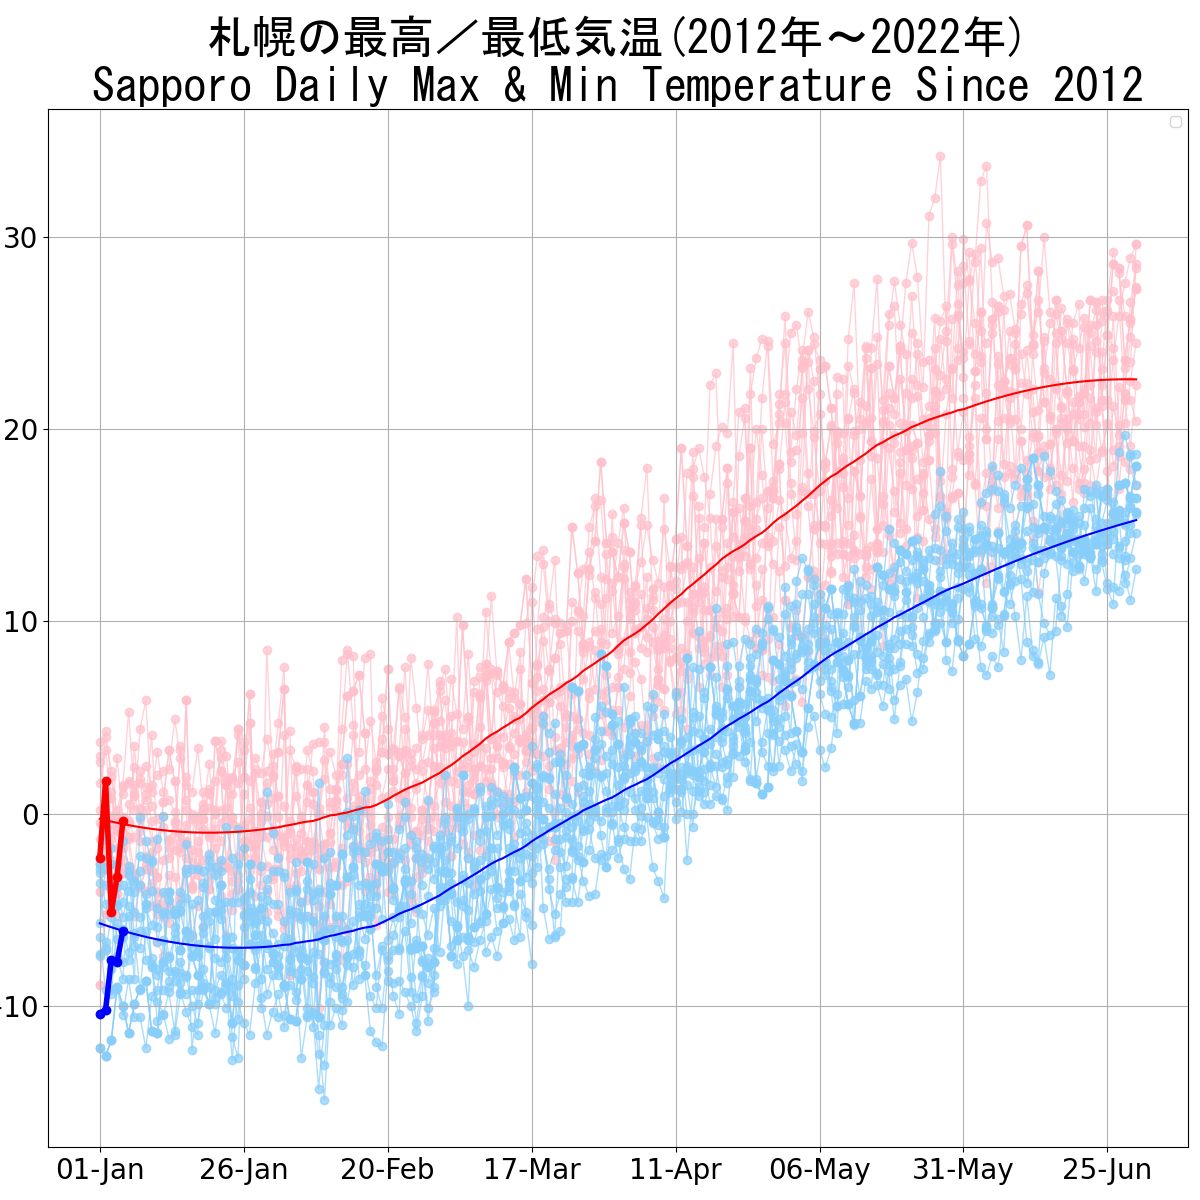 札幌の最高／最低気温(2012年～2022年)
Sapporo Daily Max & Min Temperature Since 2012
30
20
10
0
-10
01-Jan 26-Jan 20-Feb 17-Mar 11-Apr 06-May 31-May 25-Jun